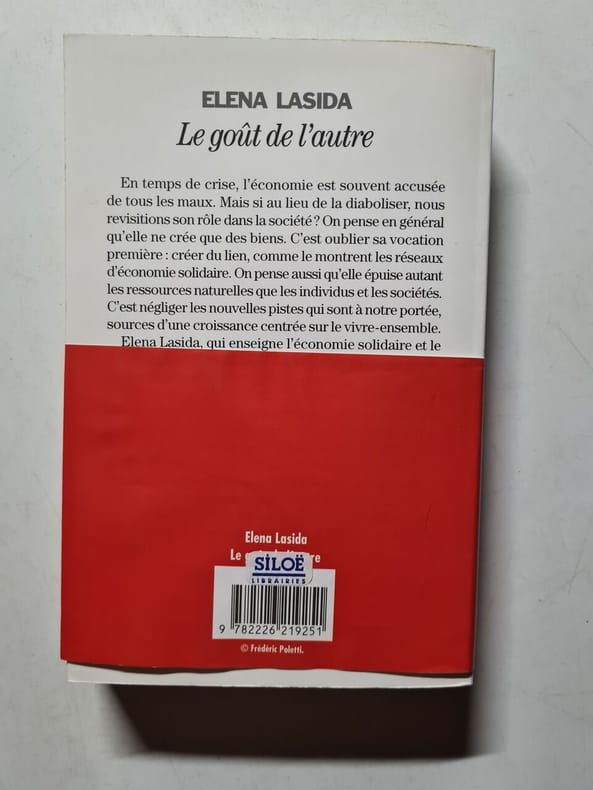 ELENA LASIDA
Le goût de l'autre
En temps de crise, l'économie est souvent accusée
de tous les maux. Mais si au lieu de la diaboliser, nous
revisitions son rôle dans la société ? On pense en général
qu'elle ne crée que des biens. C'est oublier sa vocation
première : créer du lien, comme le montrent les réseaux
d'économie solidaire. On pense aussi qu'elle épuise autant
les ressources naturelles que les individus et les sociétés.
C'est négliger les nouvelles pistes qui sont à notre portée,
sources d'une croissance centrée sur le vivre-ensemble.
Elena Lasida, qui enseigne l'économie solidaire et le
Elena Lasida
Le
SILOË
LIBRAIRIES
9 782226 219251
© Frédéric Poletti.